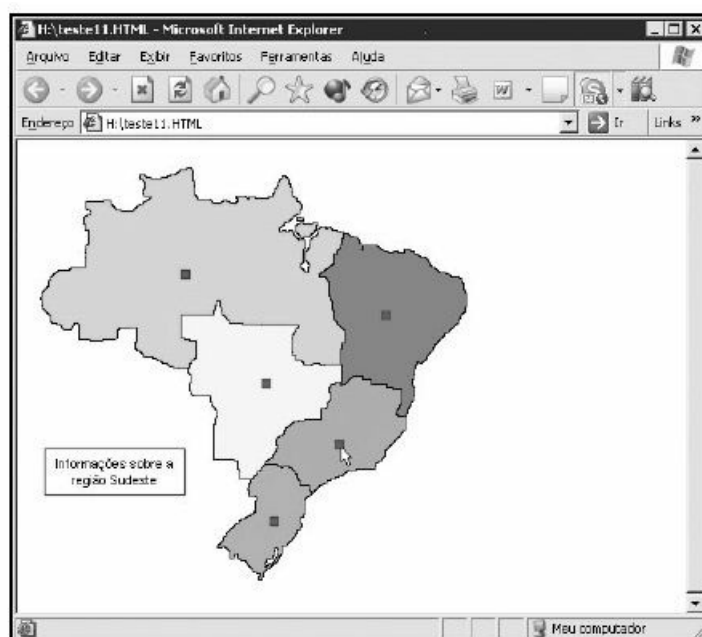 H:\teste11.HTML - Microsoft Internet Explorer
Arquivo Editar Exibir Favoritos Ferramentas Ajuda
Endereço H:\teste11.HTML Ir Links »
Informações sobre a
região Sudeste
Meu computador